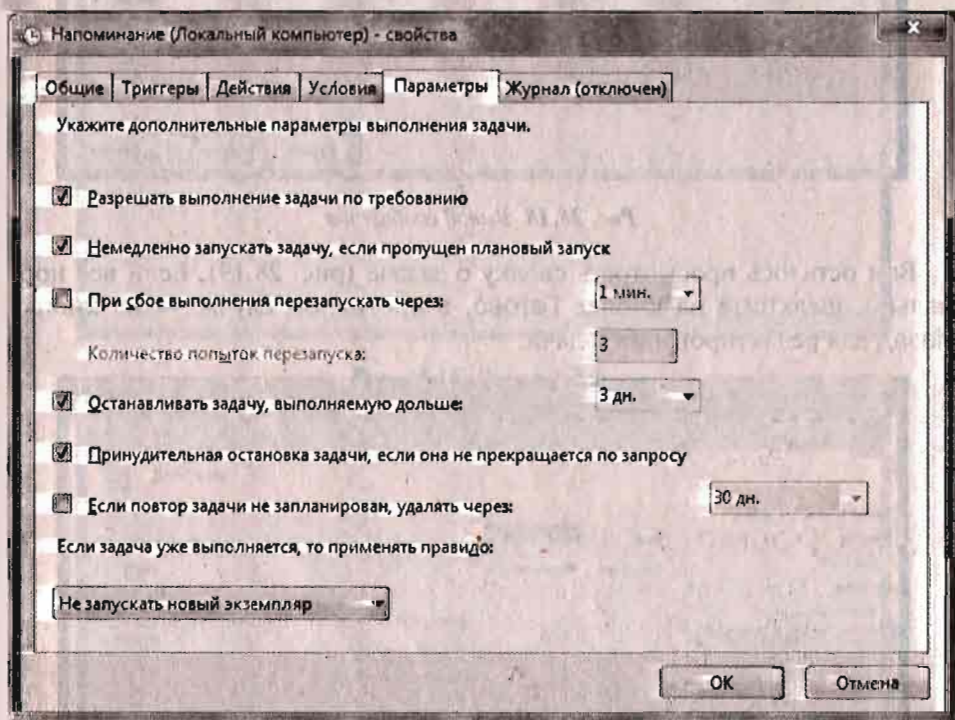 Напоминание (Локальный компьютер) - свойства
Общие Триггеры Действия Условия Параметры Журнал (отключен)
Укажите дополнительные параметры выполнения задачи.
Разрешать выполнение задачи по требованию
Немедленно запускать задачу, если пропущен плановый запуск
При сбое выполнения перезапускать через: 1 мин.
Количество попыток перезапуска: 3
Останавливать задачу, выполняемую дольше: 3 дн.
Принудительная остановка задачи, если она не прекращается по запросу
Если повтор задачи не запланирован, удалять через: 30 дн.
Если задача уже выполняется, то применять правило:
Не запускать новый экземпляр
ОК Отмена